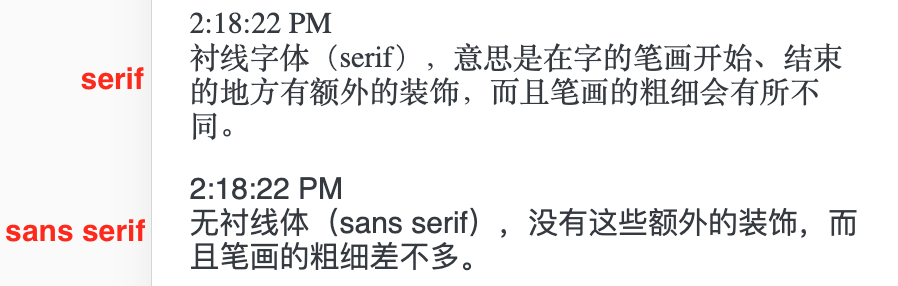 2:18:22 PM
serif
衬线字体（serif），意思是在字的笔画开始、结束
的地方有额外的装饰，而且笔画的粗细会有所不
同。
2:18:22 PM
sans serif
无衬线体（sans serif），没有这些额外的装饰，而
且笔画的粗细差不多。